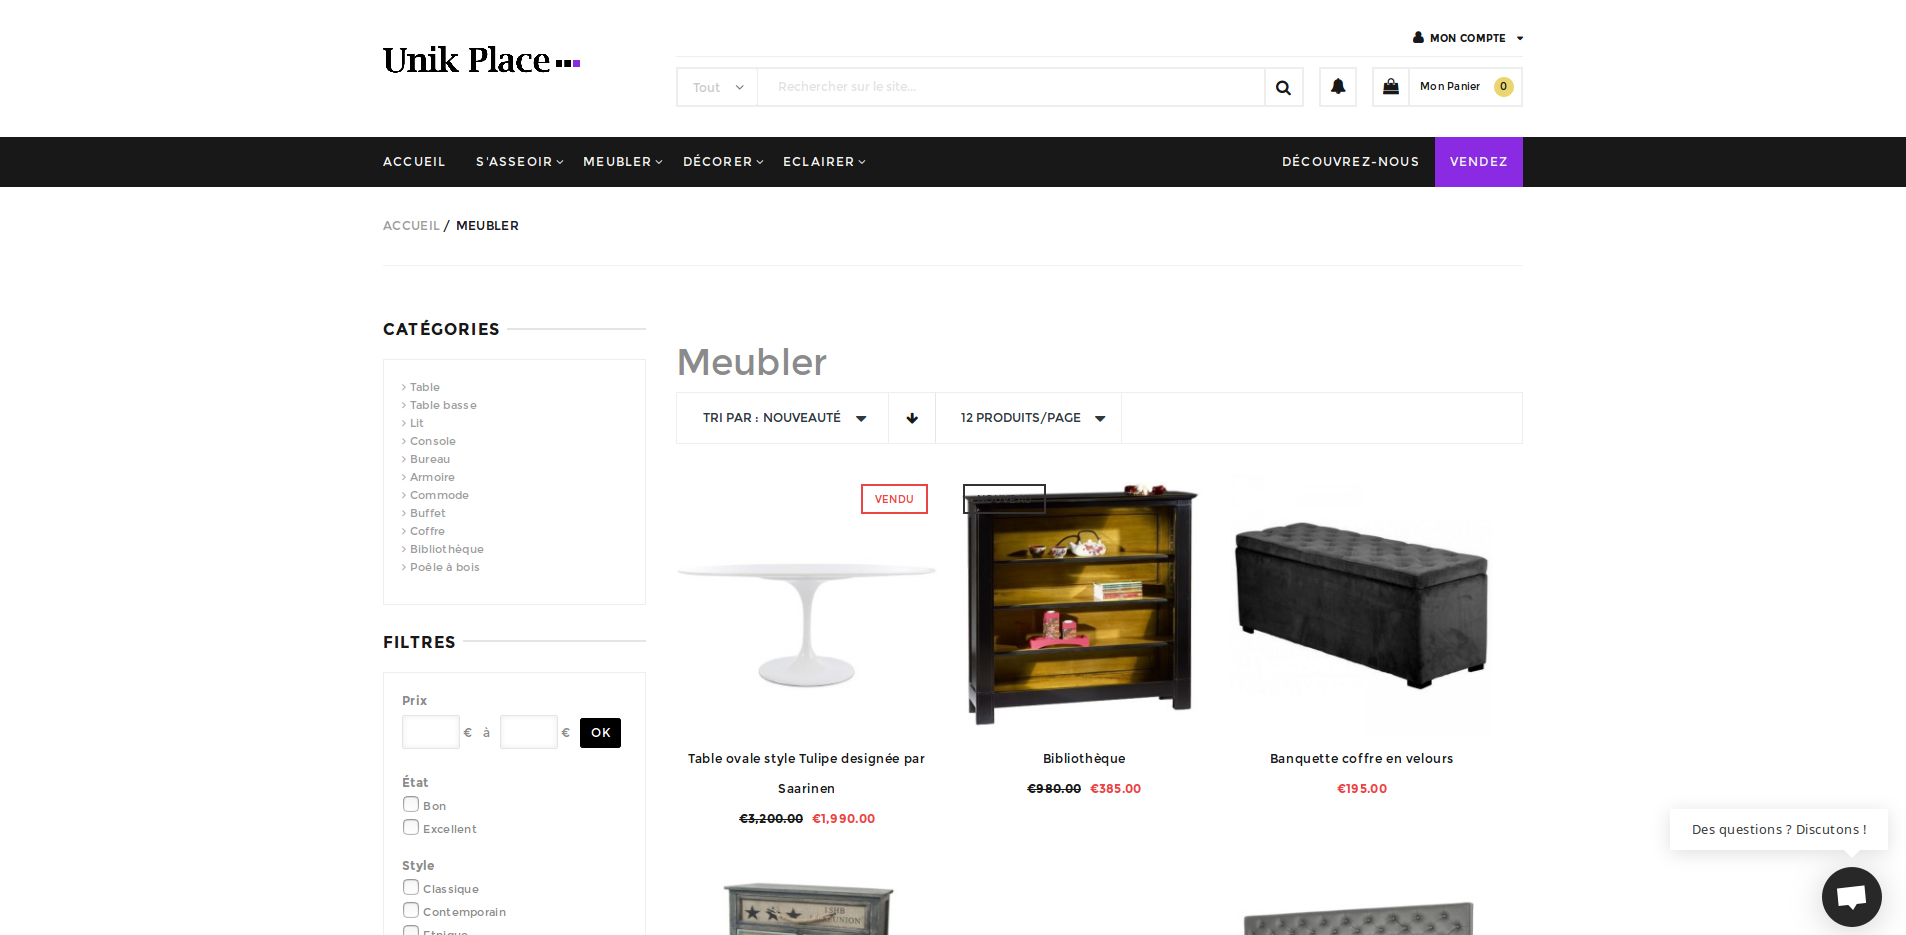 MON COMPTE
Unik Place
Tout
Rechercher sur le site...
Mon Panier 0
ACCUEIL S'ASSEOIR MEUBLER DÉCORER ECLAIRER DÉCOUVREZ-NOUS VENDEZ
ACCUEIL / MEUBLER
CATÉGORIES
Table
Table basse
Lit
Console
Bureau
Armoire
Commode
Buffet
Coffre
Bibliothèque
Poêle à bois
FILTRES
Prix
€ à € OK
État
Bon
Excellent
Style
Classique
Contemporain
Etnique
Meubler
TRI PAR : NOUVEAUTÉ 12 PRODUITS/PAGE
VENDU
NOUVEAU
Table ovale style Tulipe designée par
Saarinen
€3,200.00 €1,990.00
Bibliothèque
€980.00 €385.00
Banquette coffre en velours
€195.00
Des questions ? Discutons !